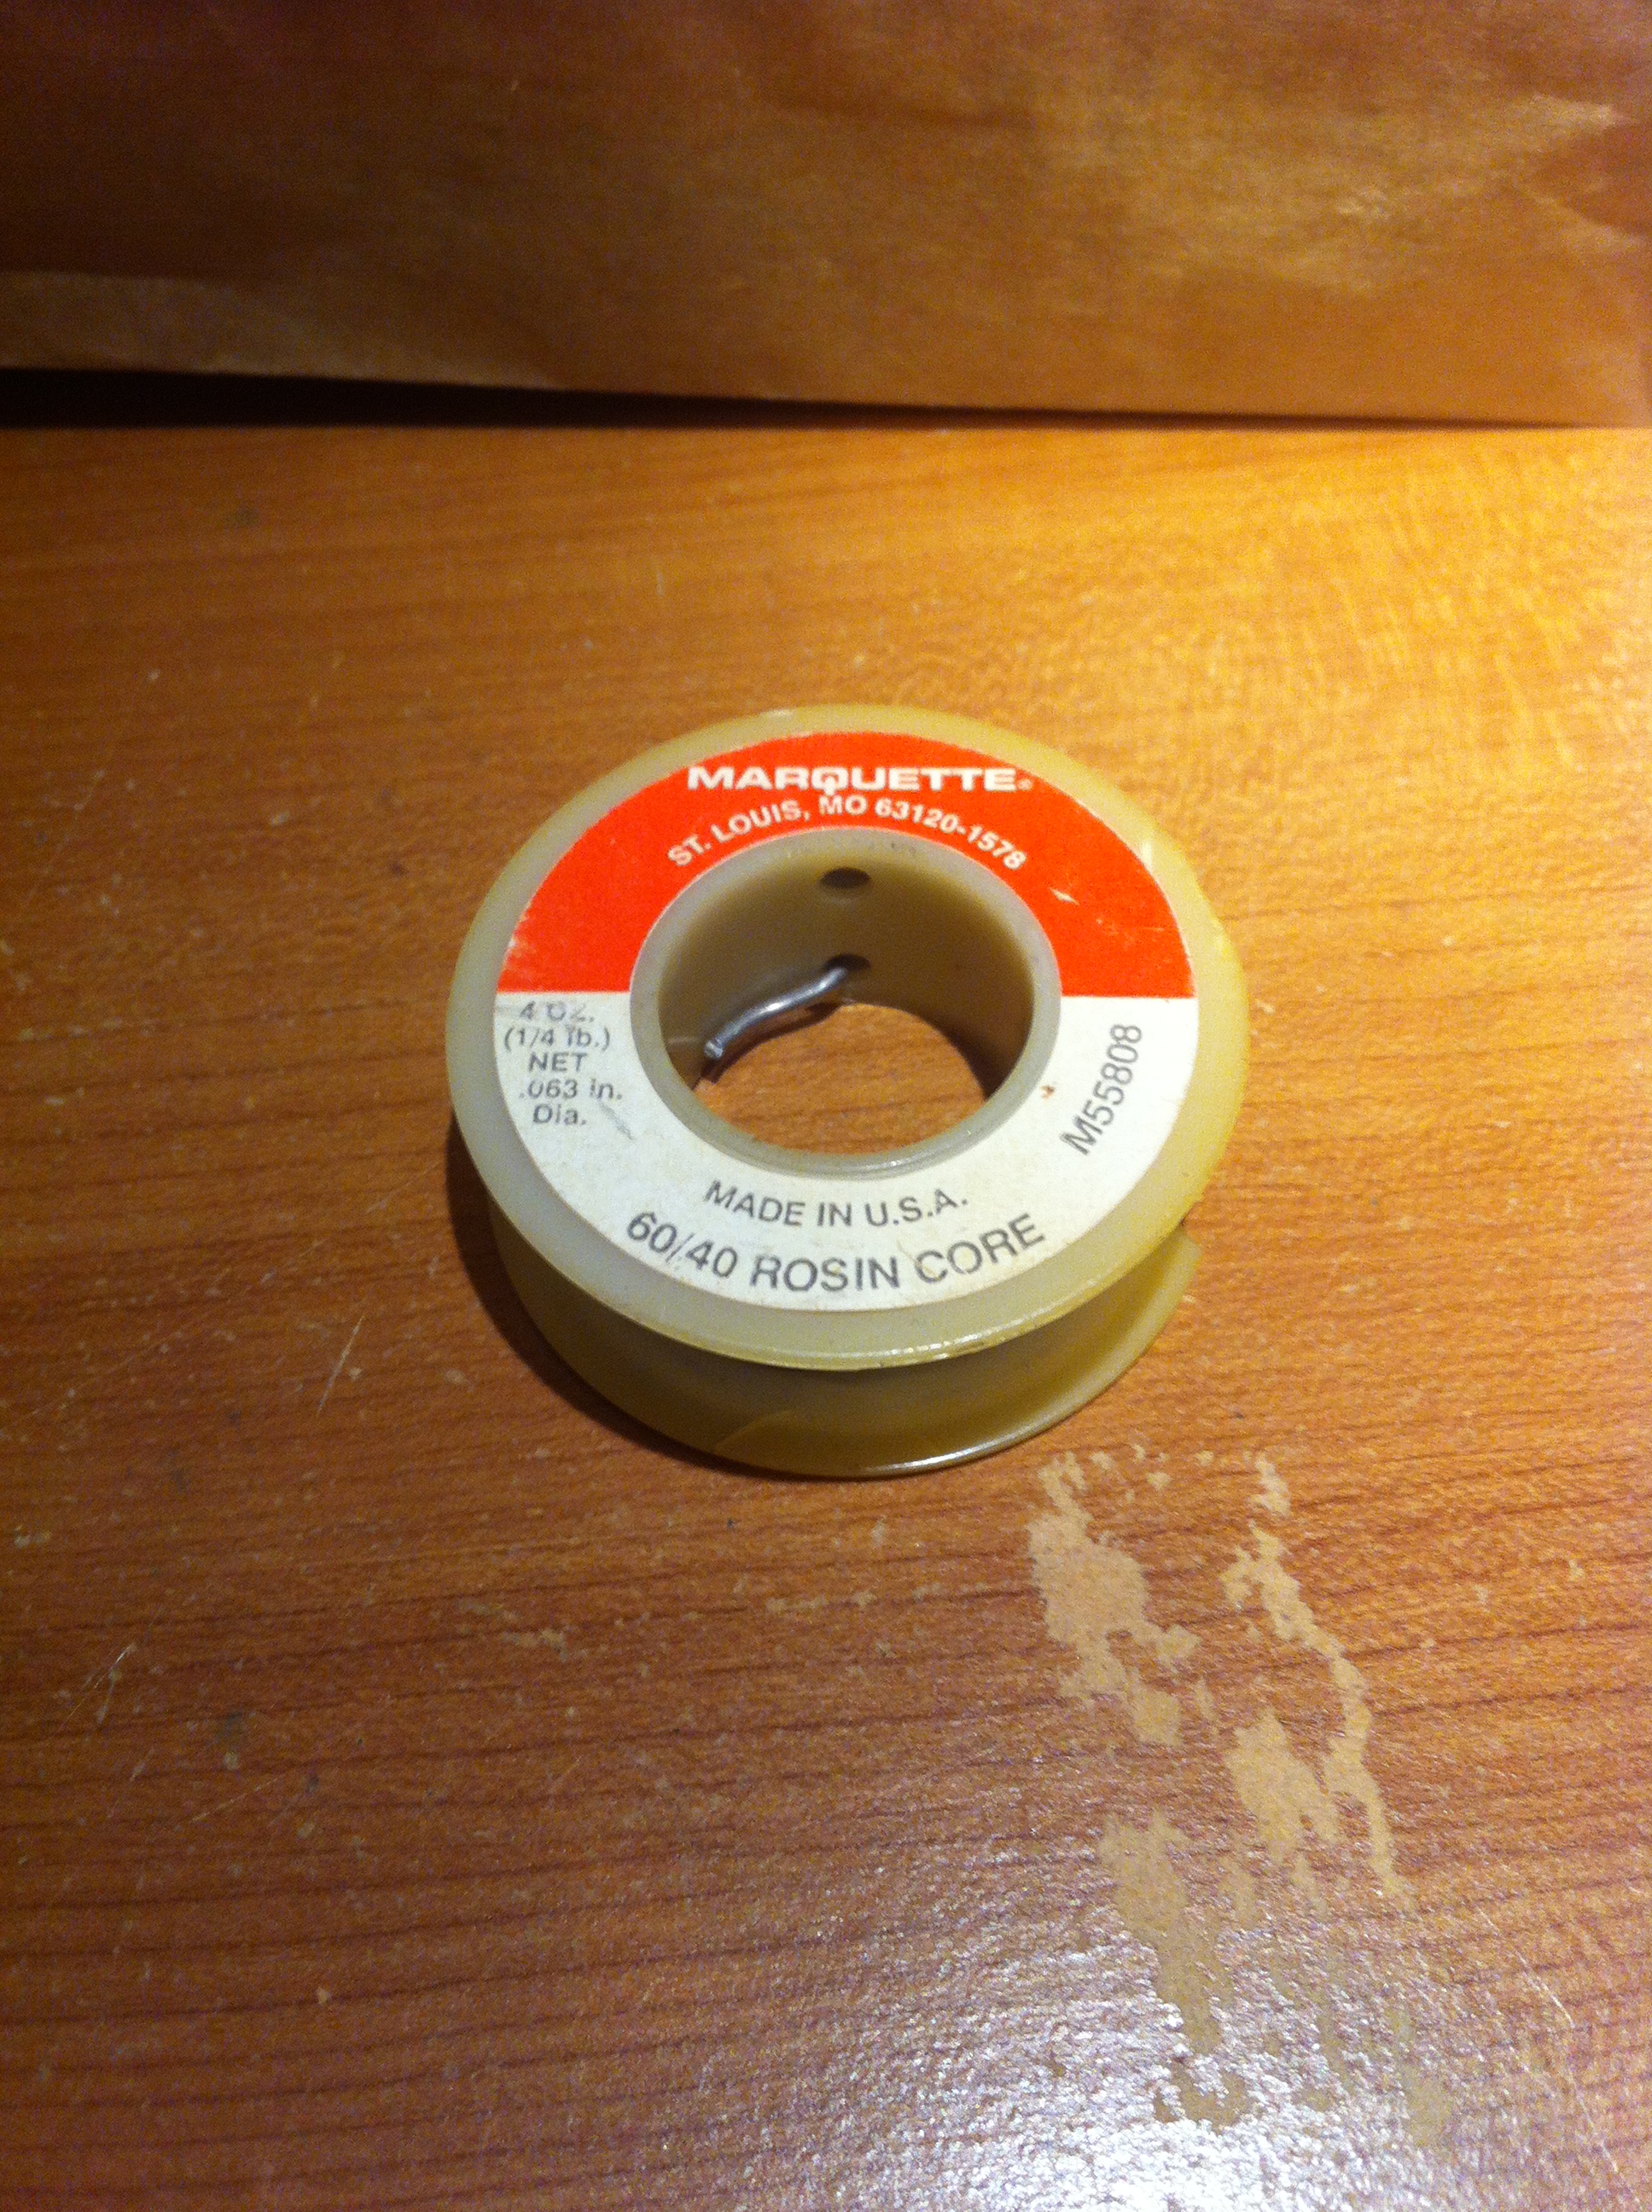 MARQUETTE®
ST. LOUIS, MO 63120-1578
4 OZ.
(1/4 lb.)
NET
.063 in.
Dia.
M55808
MADE IN U.S.A.
60/40 ROSIN CORE